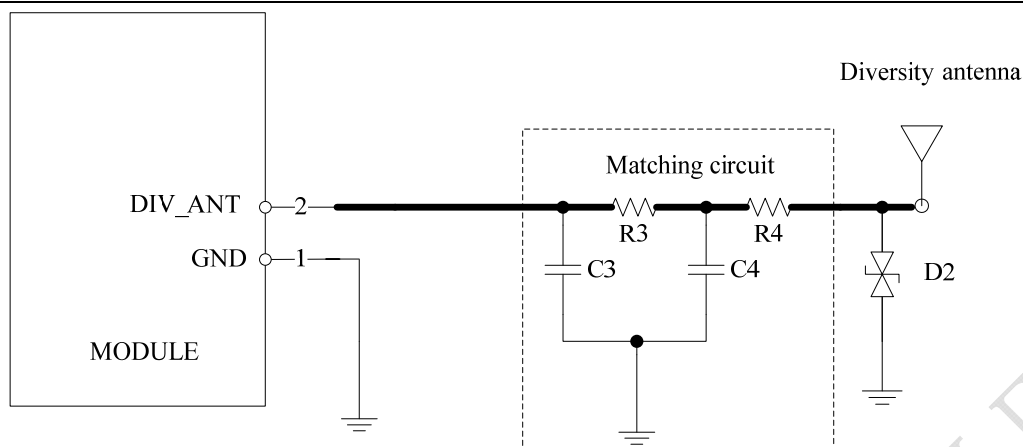 Diversity antenna
Matching circuit
DIV_ANT
2
R3
R4
GND
1
C3
C4
D2
MODULE